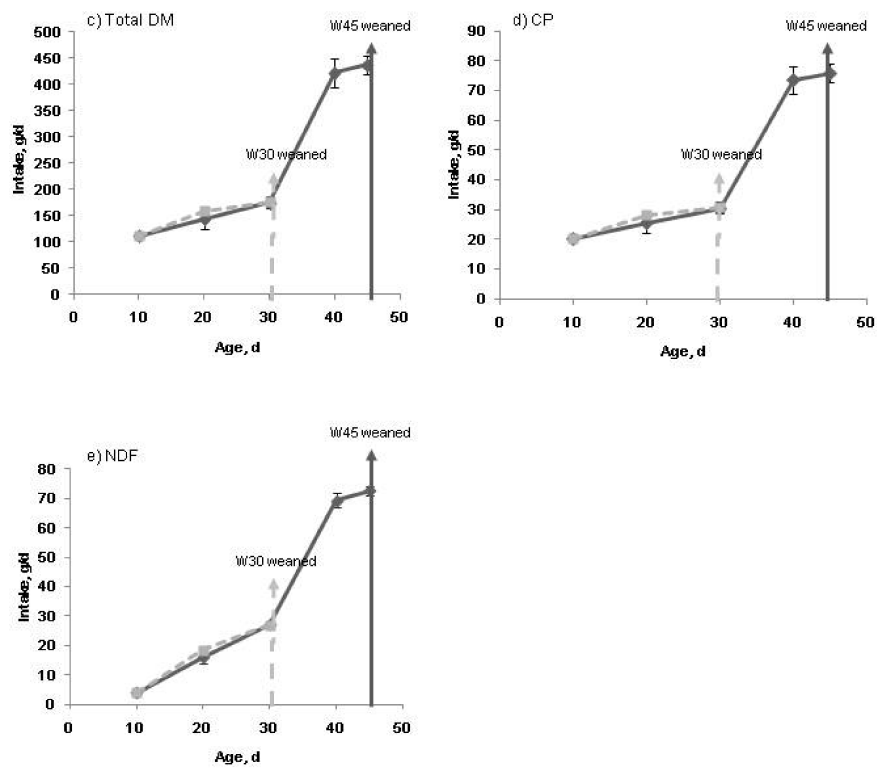 c) Total DM
W45 weaned
500
450
400
350
300
250
200
150
100
50
0
Intake, g/d
W30 weaned
0 10 20 30 40 50
Age, d
d) CP
W45 weaned
90
80
70
60
50
40
30
20
10
0
Intake, g/d
W30 weaned
0 10 20 30 40 50
Age, d
e) NDF
W45 weaned
80
70
60
50
40
30
20
10
0
Intake, g/d
W30 weaned
0 10 20 30 40 50
Age, d